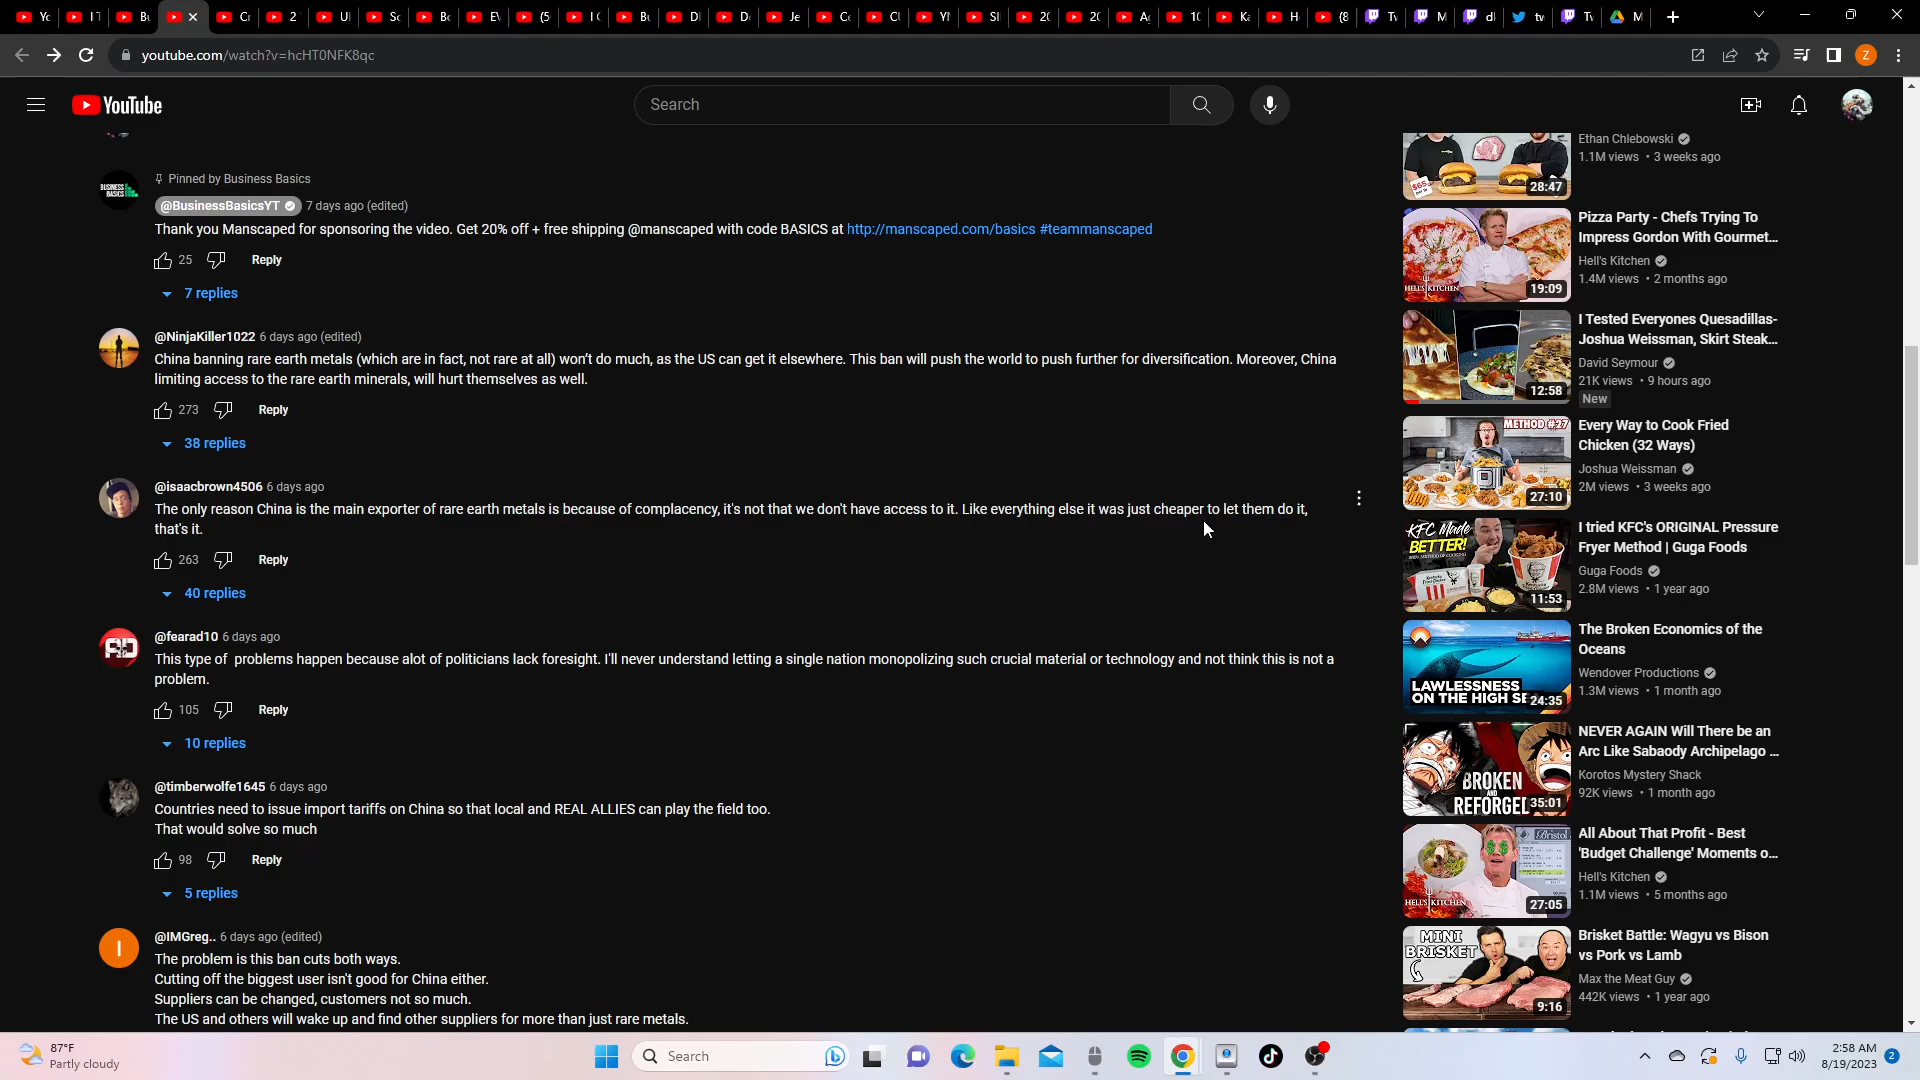 youtube.com/watch?v=hcHT0NFK8qc
YouTube
Search
Pinned by Business Basics
@BusinessBasicsYT 7 days ago (edited)
Thank you Manscaped for sponsoring the video. Get 20% off + free shipping @manscaped with code BASICS at http://manscaped.com/basics #teammanscaped
25 Reply
7 replies
@NinjaKiller1022 6 days ago (edited)
China banning rare earth metals (which are in fact, not rare at all) won't do much, as the US can get it elsewhere. This ban will push the world to push further for diversification. Moreover, China
limiting access to the rare earth minerals, will hurt themselves as well.
273 Reply
38 replies
@isaacbrown4506 6 days ago
The only reason China is the main exporter of rare earth metals is because of complacency, it's not that we don't have access to it. Like everything else it was just cheaper to let them do it,
that's it.
263 Reply
40 replies
@fearad10 6 days ago
This type of problems happen because alot of politicians lack foresight. I'll never understand letting a single nation monopolizing such crucial material or technology and not think this is not a
problem.
105 Reply
10 replies
@timberwolfe1645 6 days ago
Countries need to issue import tariffs on China so that local and REAL ALLIES can play the field too.
That would solve so much
98 Reply
5 replies
@IMGreg.. 6 days ago (edited)
The problem is this ban cuts both ways.
Cutting off the biggest user isn't good for China either.
Suppliers can be changed, customers not so much.
The US and others will wake up and find other suppliers for more than just rare metals.
Ethan Chlebowski
1.1M views • 3 weeks ago
28:47
Pizza Party - Chefs Trying To
Impress Gordon With Gourmet...
Hell's Kitchen
1.4M views • 2 months ago
HELL'S KITCHEN
19:09
I Tested Everyones Quesadillas-
Joshua Weissman, Skirt Steak...
David Seymour
21K views • 9 hours ago
New
12:58
Every Way to Cook Fried
Chicken (32 Ways)
Joshua Weissman
2M views • 3 weeks ago
METHOD #27
27:10
I tried KFC's ORIGINAL Pressure
Fryer Method | Guga Foods
Guga Foods
2.8M views • 1 year ago
KFC Made
BETTER!
11:53
The Broken Economics of the
Oceans
Wendover Productions
1.3M views • 1 month ago
LAWLESSNESS
ON THE HIGH SE
24:35
NEVER AGAIN Will There be an
Arc Like Sabaody Archipelago ...
Korotos Mystery Shack
92K views • 1 month ago
BROKEN
AND
REFORGED
35:01
All About That Profit - Best
'Budget Challenge' Moments o...
Hell's Kitchen
1.1M views • 5 months ago
HELL'S KITCHEN
27:05
Brisket Battle: Wagyu vs Bison
vs Pork vs Lamb
Max the Meat Guy
442K views • 1 year ago
MINI
BRISKET
9:16
87°F
Partly cloudy
Search
2:58 AM
8/19/2023
2